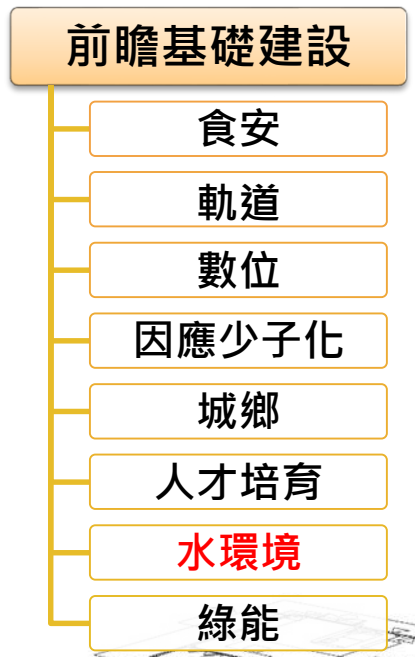 前瞻基礎建設
食安
軌道
數位
因應少子化
城鄉
人才培育
水環境
綠能